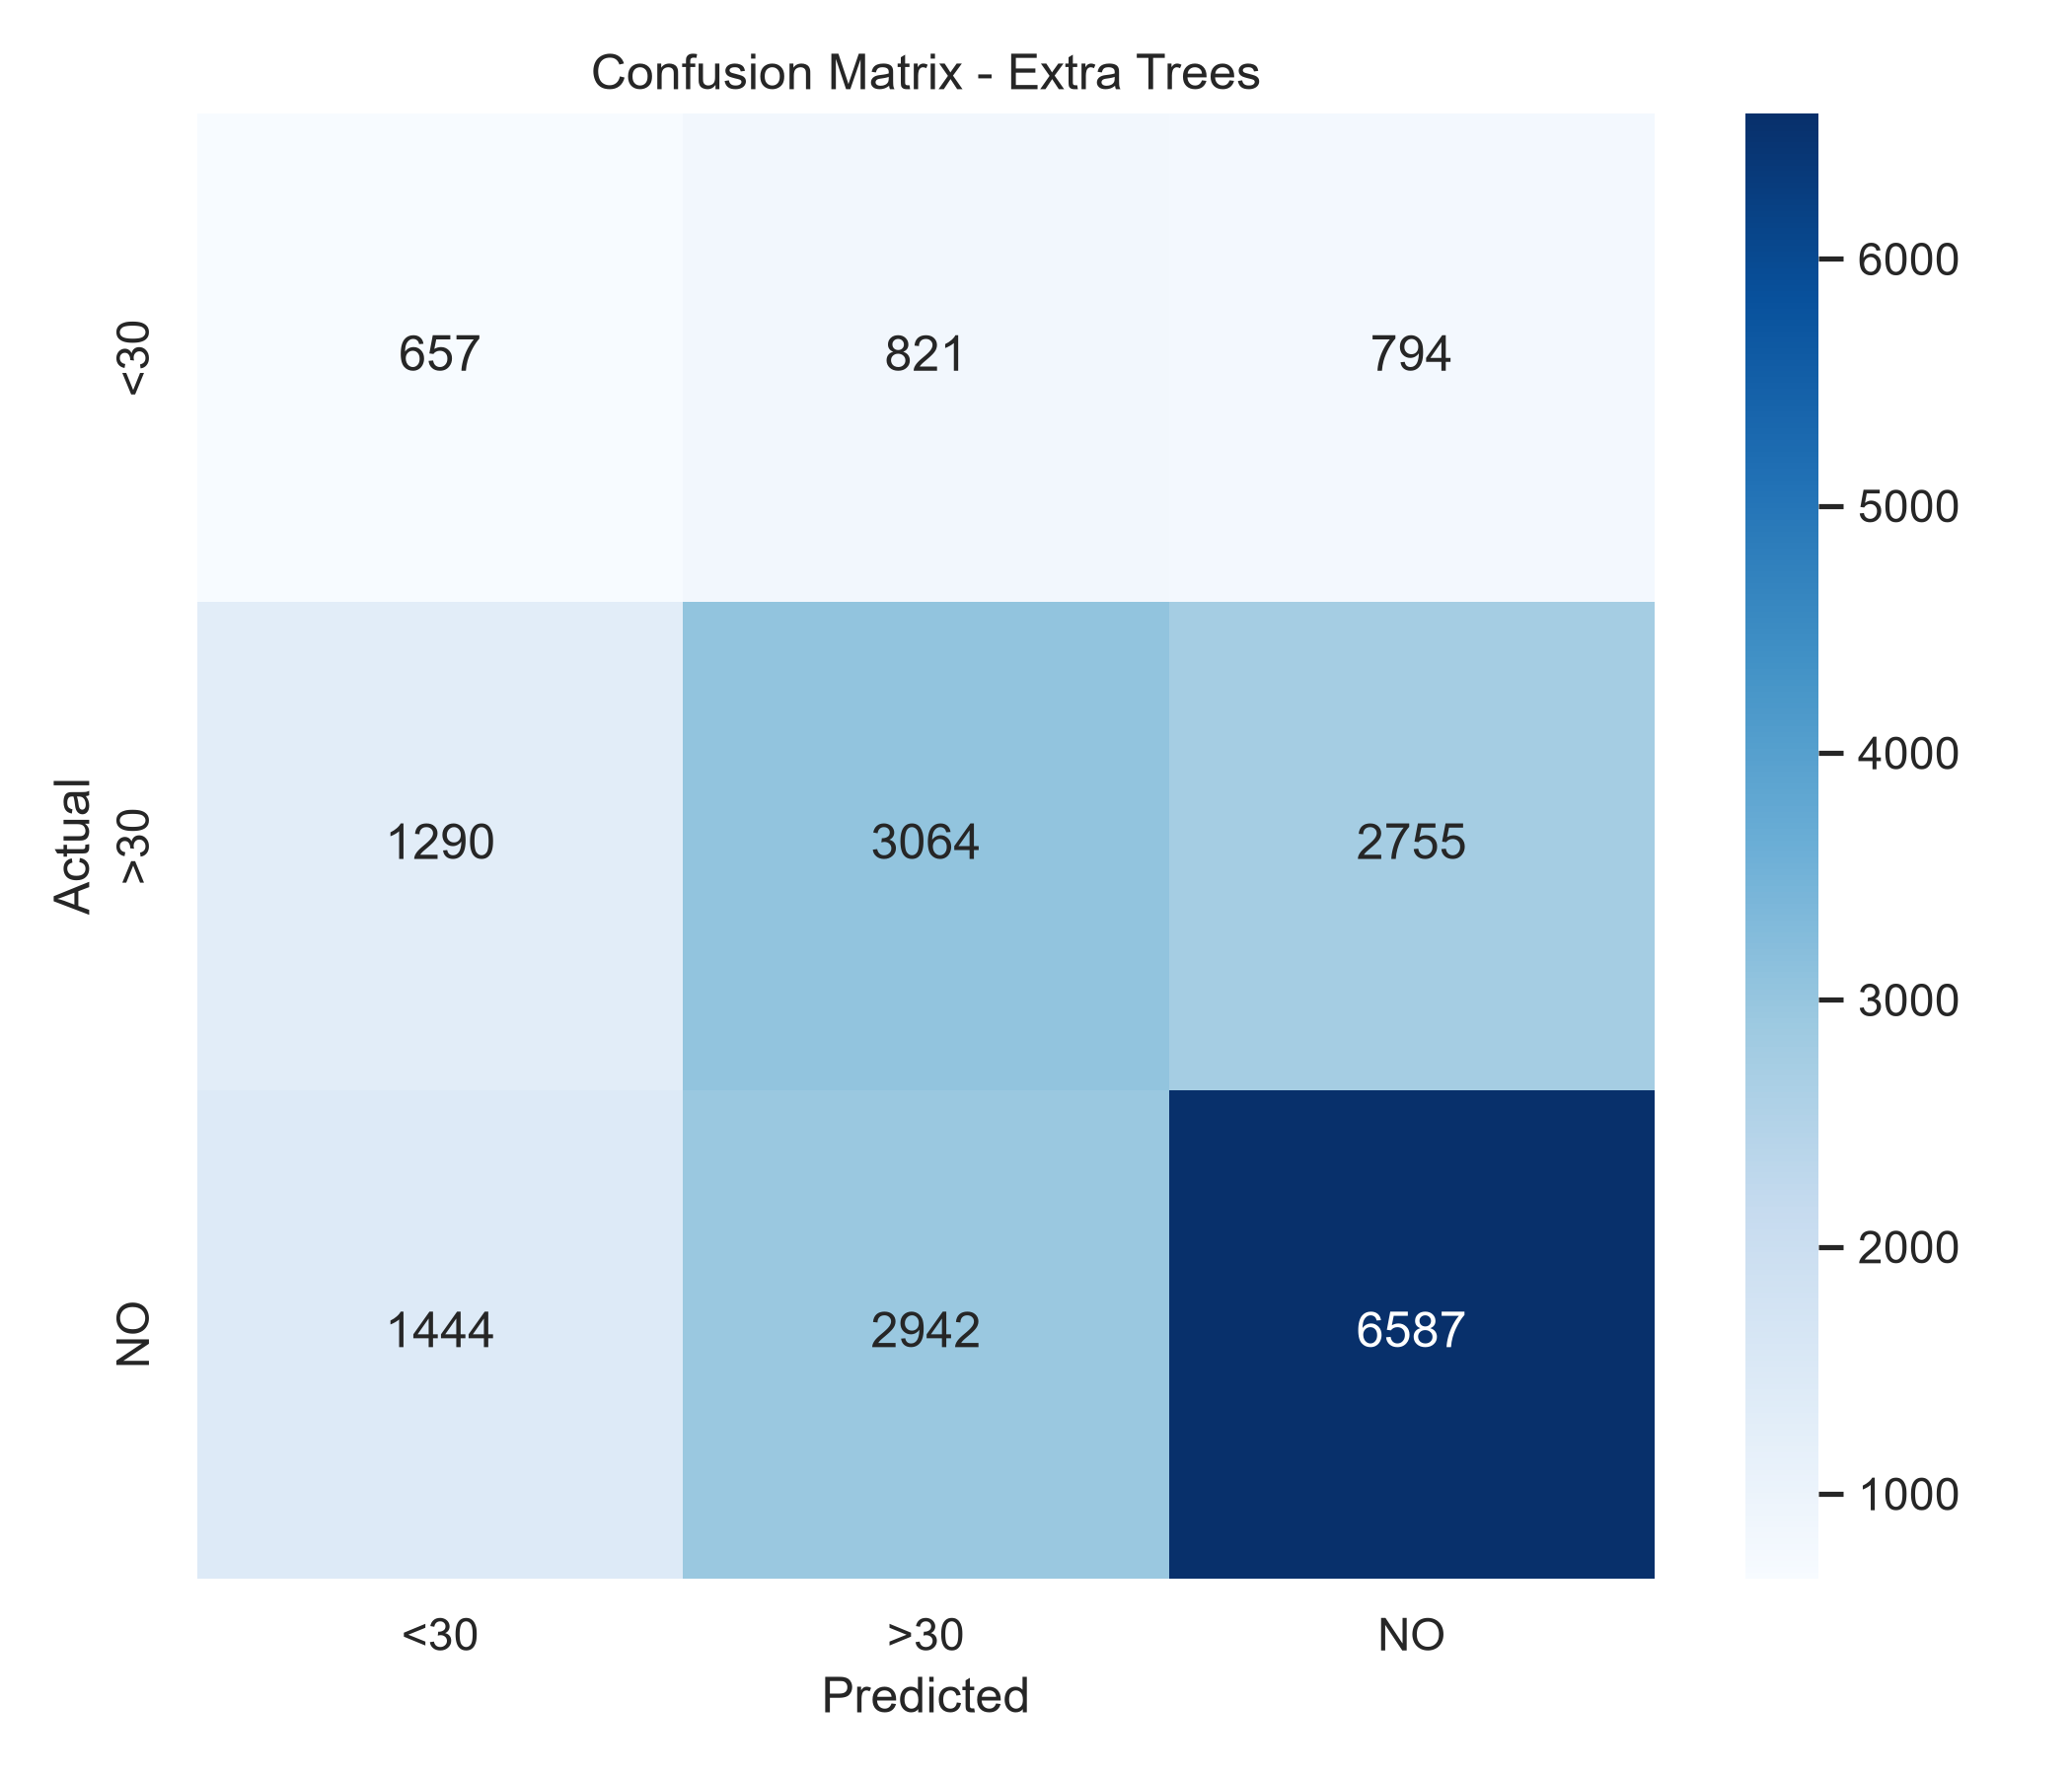 Confusion Matrix - Extra Trees
Actual
<30
657 821 794
>30
1290 3064 2755
NO
1444 2942 6587
<30 >30 NO
Predicted
6000
5000
4000
3000
2000
1000